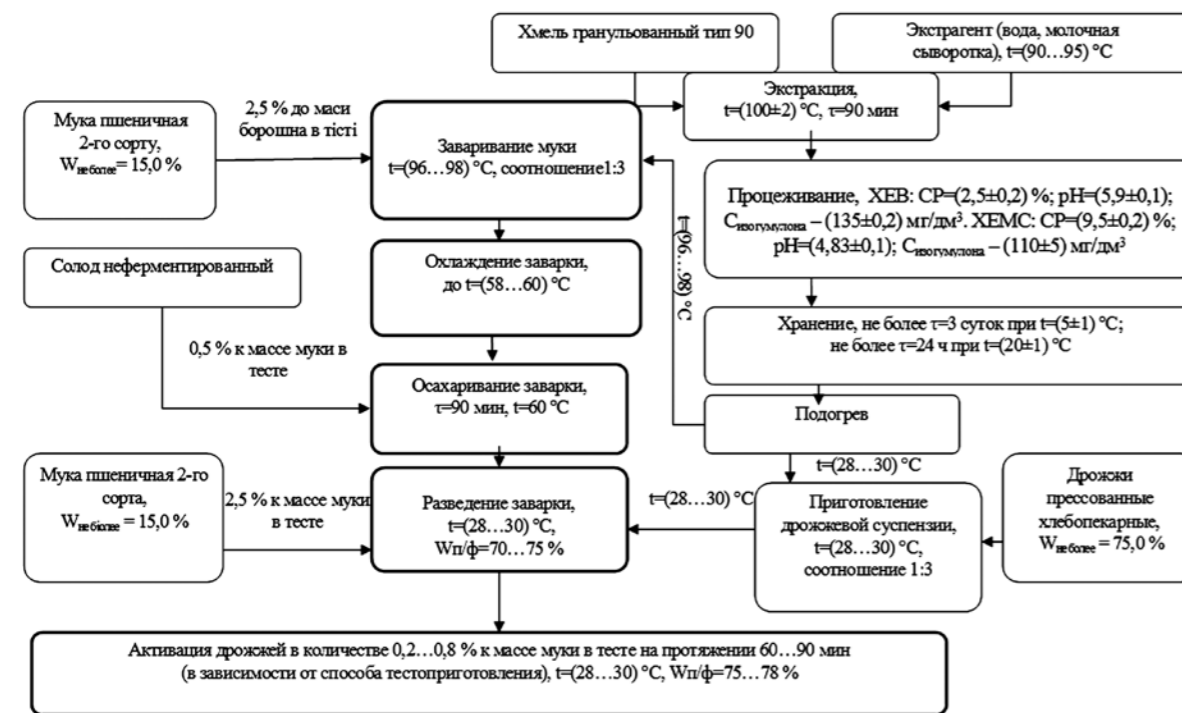 Хмель гранульованный тип 90
Экстрагент (вода, молочная
сыворотка), t=(90…95) °С
Экстракция,
t=(100±2) °С, τ=90 мин
Мука пшеничная
2-го сорту,
Wне более= 15,0 %
2,5 % до маси
борошна в тісті
Заваривание муки
t=(96…98) °С, соотношение1:3
t=(96…98) °С
Процеживание, ХЕВ: СР=(2,5±0,2) %; рН=(5,9±0,1);
Сизогумулона – (135±0,2) мг/дм³. ХЕМС: СР=(9,5±0,2) %;
рН=(4,83±0,1); Сизогумулона – (110±5) мг/дм³
Солод неферментированный
Охлаждение заварки,
до t=(58…60) °С
Хранение, не более τ=3 суток при t=(5±1) °С;
не более τ=24 ч при t=(20±1) °С
0,5 % к массе муки в
тесте
Осахаривание заварки,
τ=90 мин, t=60 °С
Подогрев
t=(28…30) °С
Мука пшеничная 2-го
сорта,
Wне більее= 15,0 %
2,5 % к массе муки
в тесте
Разведение заварки,
t=(28…30) °С,
Wп/ф=70…75 %
t=(28…30) °С
Приготовление
дрожжевой суспензии,
t=(28…30) °С,
соотношение 1:3
Дрожжи
прессованные
хлебопекарные,
Wне более = 75,0 %
Активация дрожжей в количестве 0,2…0,8 % к массе муки в тесте на протяжении 60…90 мин
(в зависимости от способа тестоприготовления), t=(28…30) °С, Wп/ф=75…78 %